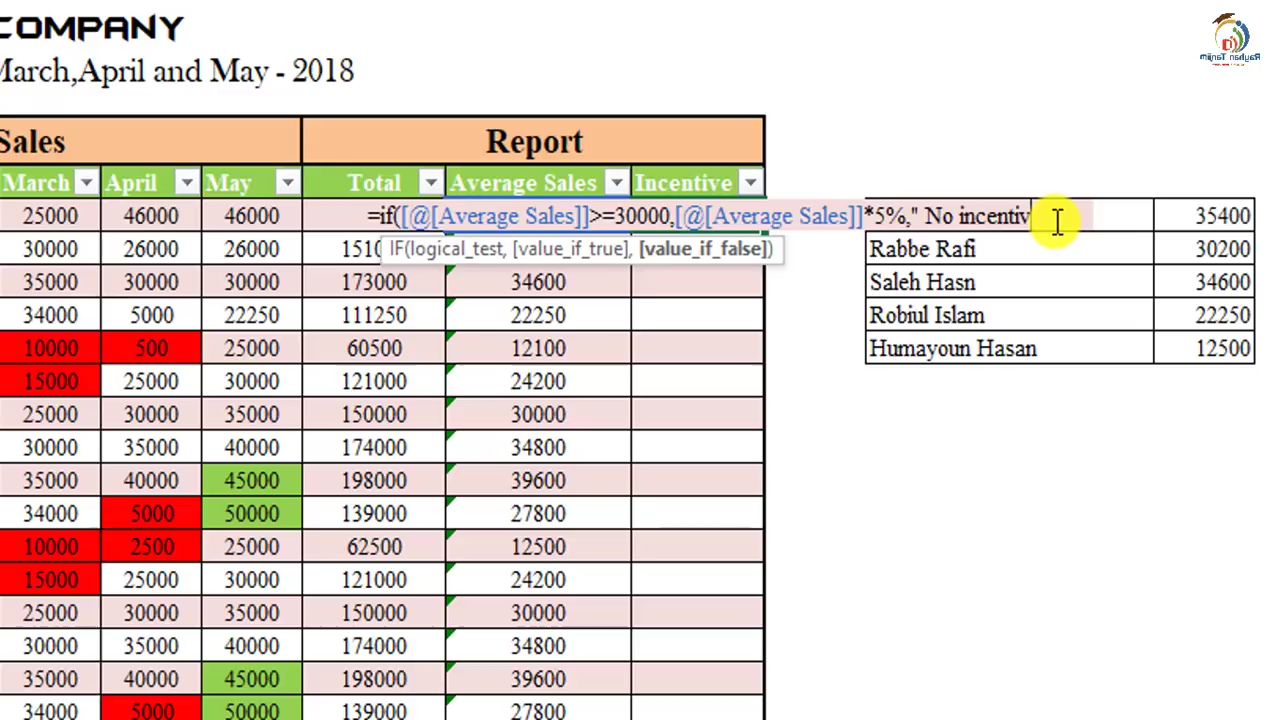 COMPANY
March,April and May - 2018
Rayhan Tanjim
Sales Report
March April May Total Average Sales Incentive
25000 46000 46000 =if([@[Average Sales]]>=30000,[@[Average Sales]]*5%," No incentiv 35400
IF(logical_test, [value_if_true], [value_if_false])
30000 26000 26000 1510 Rabbe Rafi 30200
35000 30000 30000 173000 34600 Saleh Hasn 34600
34000 5000 22250 111250 22250 Robiul Islam 22250
10000 500 25000 60500 12100 Humayoun Hasan 12500
15000 25000 30000 121000 24200
25000 30000 35000 150000 30000
30000 35000 40000 174000 34800
35000 40000 45000 198000 39600
34000 5000 50000 139000 27800
10000 2500 25000 62500 12500
15000 25000 30000 121000 24200
25000 30000 35000 150000 30000
30000 35000 40000 174000 34800
35000 40000 45000 198000 39600
34000 5000 50000 139000 27800